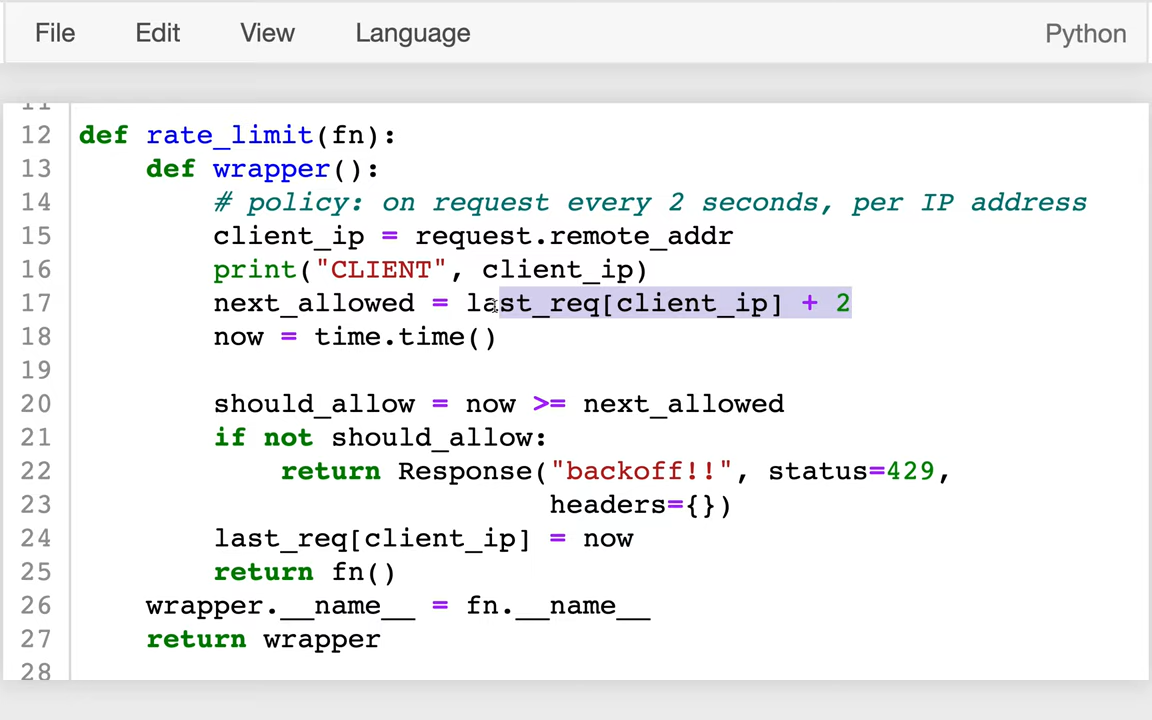 File Edit View Language Python
11
12 def rate_limit(fn):
13     def wrapper():
14         # policy: on request every 2 seconds, per IP address
15         client_ip = request.remote_addr
16         print("CLIENT", client_ip)
17         next_allowed = last_req[client_ip] + 2
18         now = time.time()
19
20         should_allow = now >= next_allowed
21         if not should_allow:
22             return Response("backoff!!", status=429,
23                             headers={})
24         last_req[client_ip] = now
25         return fn()
26     wrapper.__name__ = fn.__name__
27     return wrapper
28